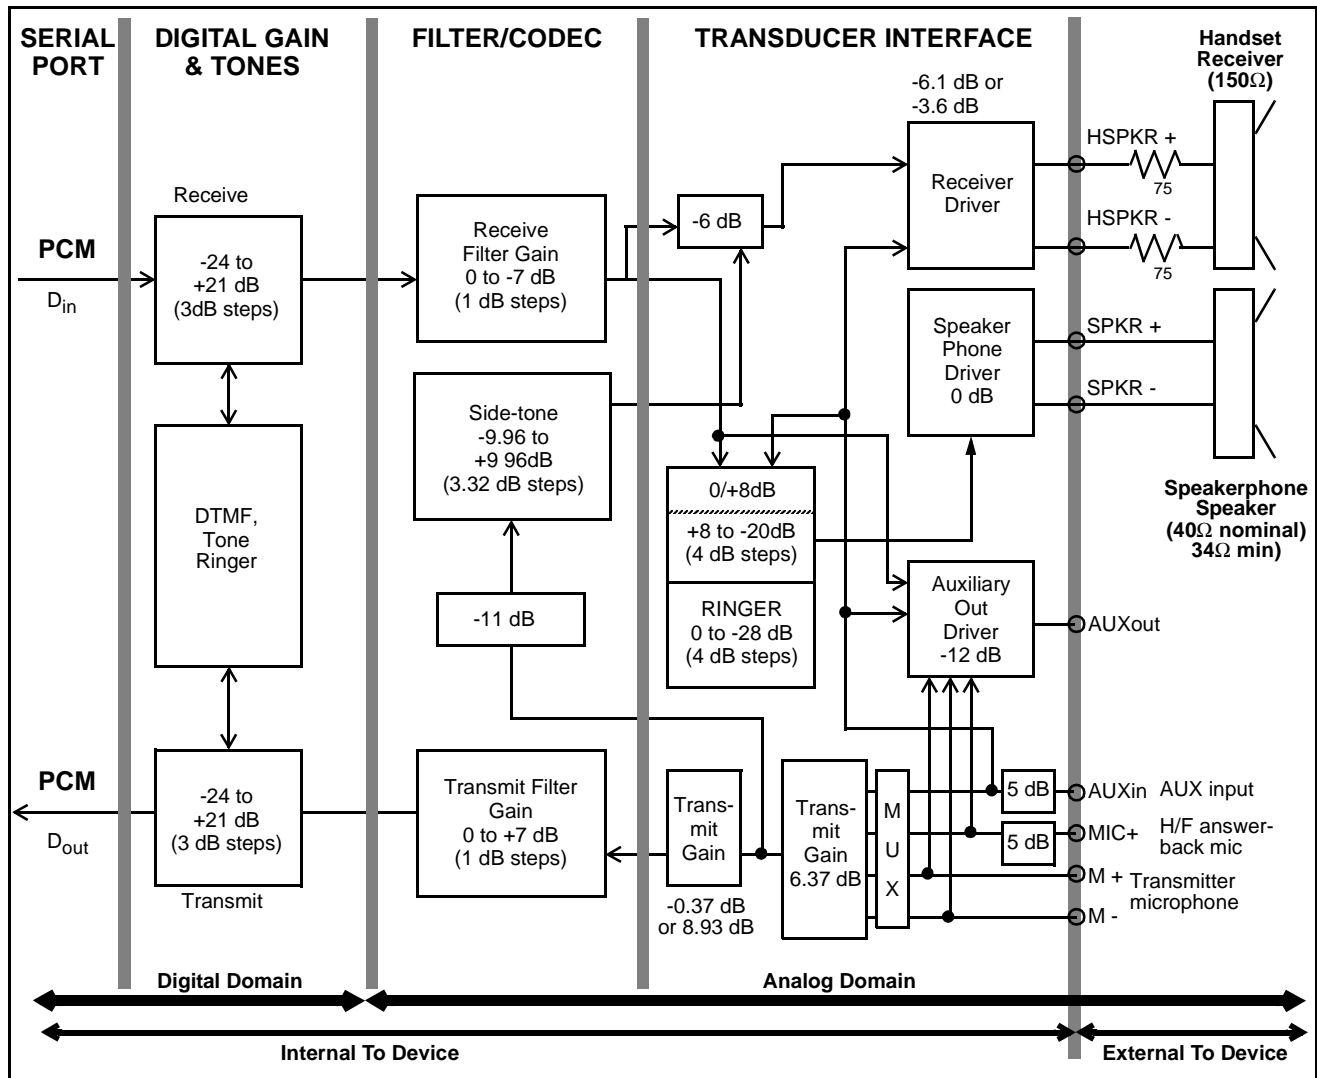 SERIAL
PORT
DIGITAL GAIN
& TONES
FILTER/CODEC
TRANSDUCER INTERFACE
Handset
Receiver
(150Ω)
-6.1 dB or
-3.6 dB
Receiver
Driver
HSPKR +
75
HSPKR -
75
Receive
PCM
Din
-24 to
+21 dB
(3dB steps)
Receive
Filter Gain
0 to -7 dB
(1 dB steps)
-6 dB
Speaker
Phone
Driver
0 dB
SPKR +
SPKR -
Speakerphone
Speaker
(40Ω nominal)
34Ω min)
Side-tone
-9.96 to
+9 96dB
(3.32 dB steps)
DTMF,
Tone
Ringer
-11 dB
0/+8dB
+8 to -20dB
(4 dB steps)
RINGER
0 to -28 dB
(4 dB steps)
Auxiliary
Out
Driver
-12 dB
AUXout
PCM
Dout
-24 to
+21 dB
(3 dB steps)
Transmit
Transmit Filter
Gain
0 to +7 dB
(1 dB steps)
Trans-
mit
Gain
-0.37 dB
or 8.93 dB
Trans-
mit
Gain
6.37 dB
M
U
X
5 dB
AUXin AUX input
5 dB
MIC+ H/F answer-
back mic
M + Transmitter
microphone
M -
Digital Domain
Analog Domain
Internal To Device
External To Device